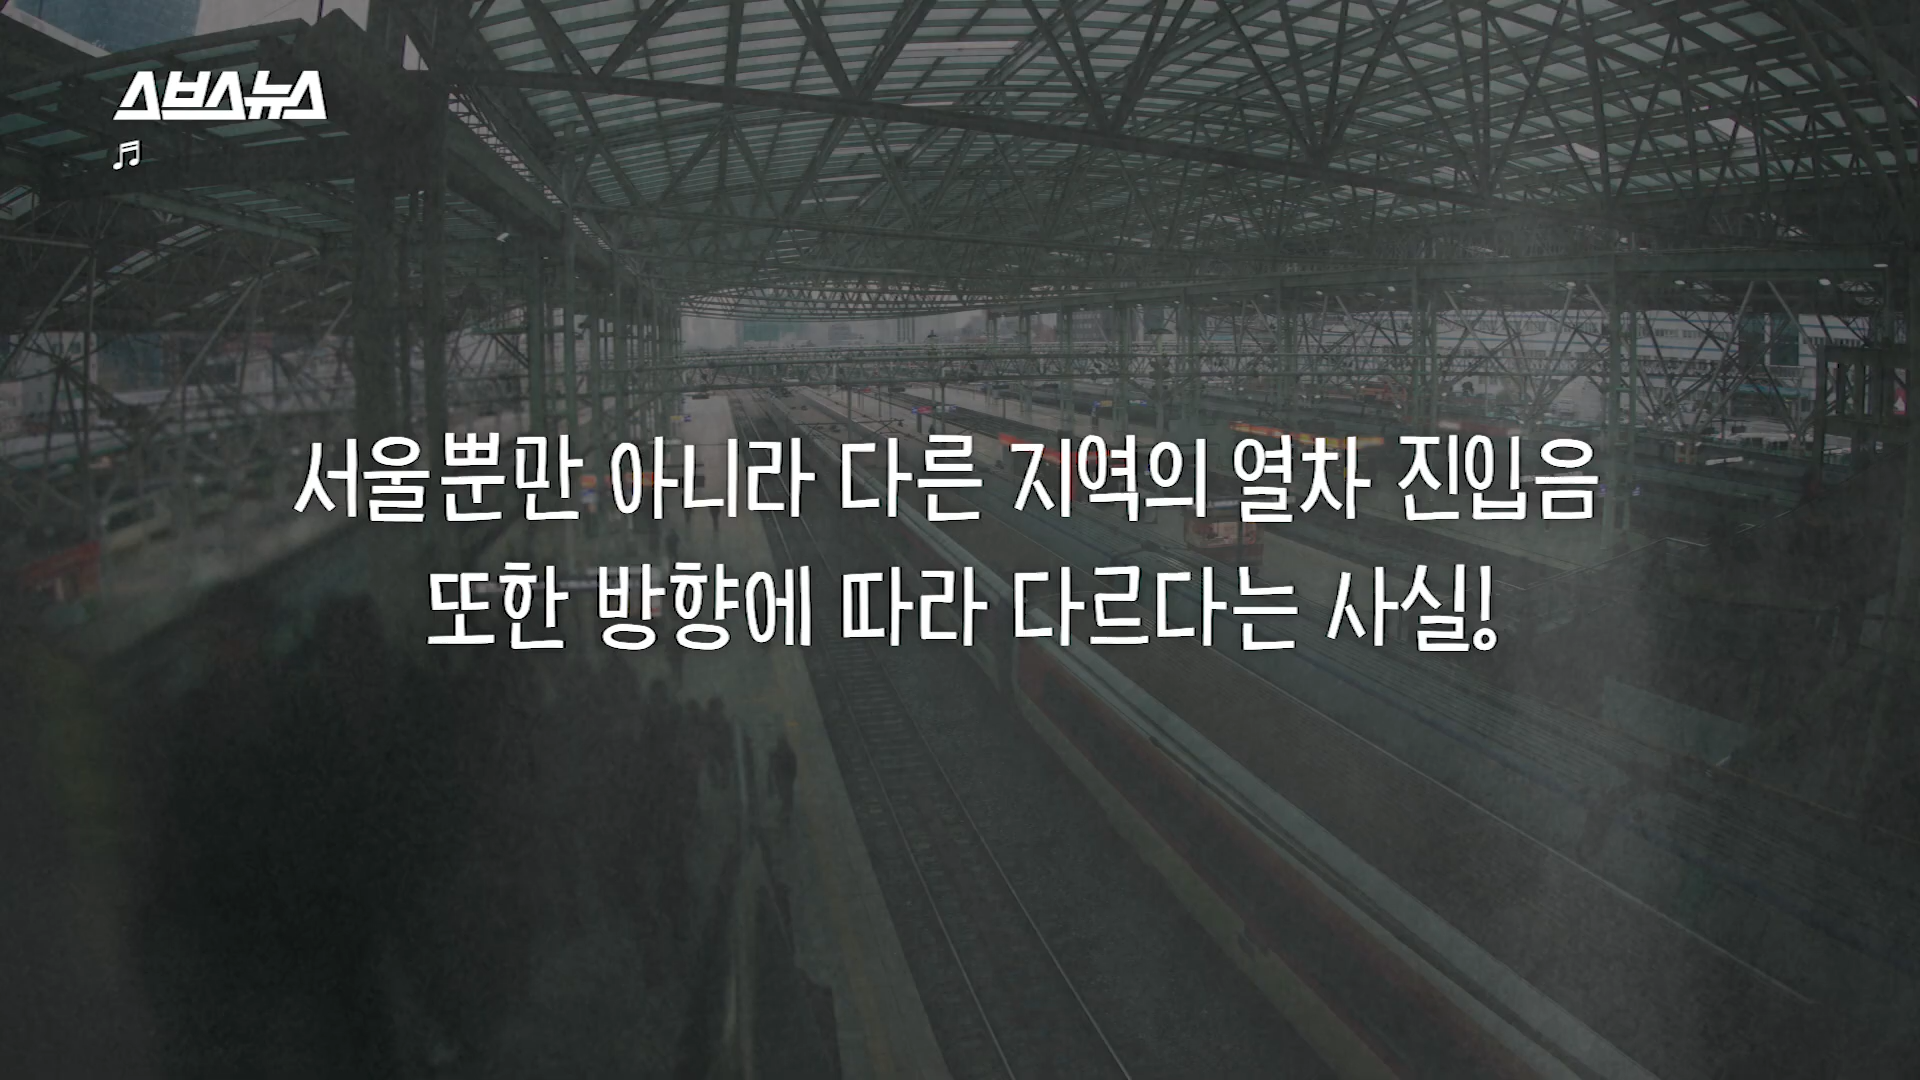 스브스뉴스
서울뿐만 아니라 다른 지역의 열차 진입음
또한 방향에 따라 다르다는 사실!